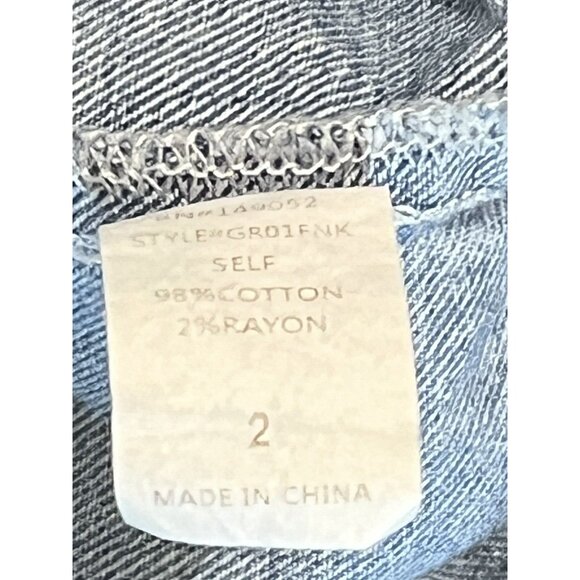 STYLE#GR01FNK
SELF
98%COTTON
2%RAYON
2
MADE IN CHINA